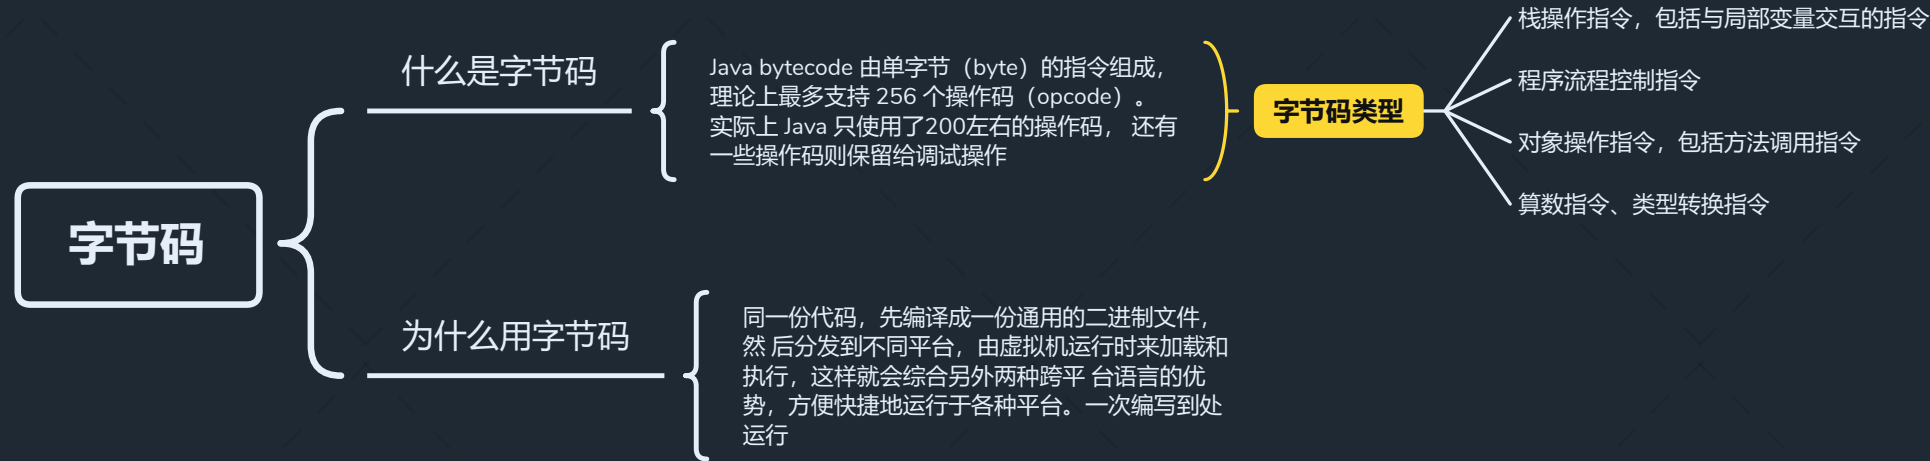 字节码
什么是字节码
Java bytecode 由单字节（byte）的指令组成，
理论上最多支持 256 个操作码（opcode）。
实际上 Java 只使用了200左右的操作码， 还有
一些操作码则保留给调试操作
字节码类型
栈操作指令，包括与局部变量交互的指令
程序流程控制指令
对象操作指令，包括方法调用指令
算数指令、类型转换指令
为什么用字节码
同一份代码，先编译成一份通用的二进制文件，
然 后分发到不同平台，由虚拟机运行时来加载和
执行，这样就会综合另外两种跨平 台语言的优
势，方便快捷地运行于各种平台。一次编写到处
运行